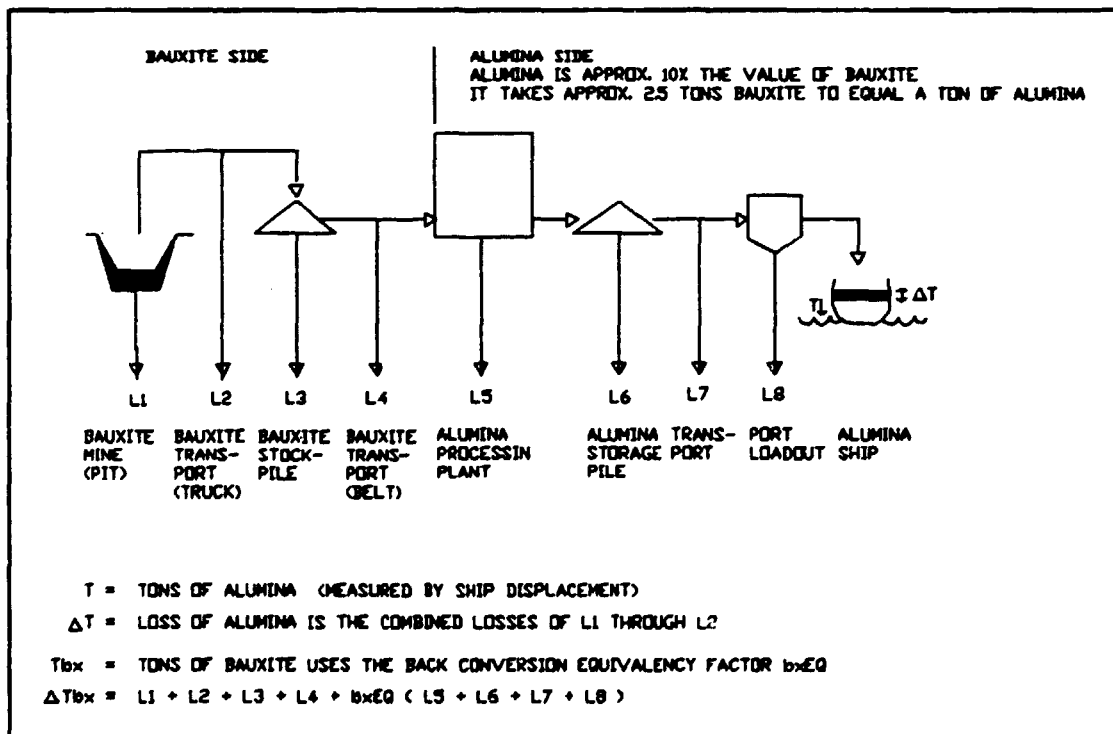 BAUXITE SIDE
ALUMINA SIDE
ALUMINA IS APPROX. 10X THE VALUE OF BAUXITE
IT TAKES APPROX. 2.5 TONS BAUXITE TO EQUAL A TON OF ALUMINA
T
ΔT
L1 L2 L3 L4 L5 L6 L7 L8
BAUXITE
MINE
(PIT)
BAUXITE
TRANS-
PORT
(TRUCK)
BAUXITE
STOCK-
PILE
BAUXITE
TRANS-
PORT
(BELT)
ALUMINA
PROCESSIN
PLANT
ALUMINA
STORAGE
PILE
TRANS-
PORT
PORT
LOADOUT
ALUMINA
SHIP
T = TONS OF ALUMINA (MEASURED BY SHIP DISPLACEMENT)
ΔT = LOSS OF ALUMINA IS THE COMBINED LOSSES OF L1 THROUGH L2
Tbx = TONS OF BAUXITE USES THE BACK CONVERSION EQUIVALENCY FACTOR bxEQ
ΔTbx = L1 + L2 + L3 + L4 + bxEQ ( L5 + L6 + L7 + L8 )